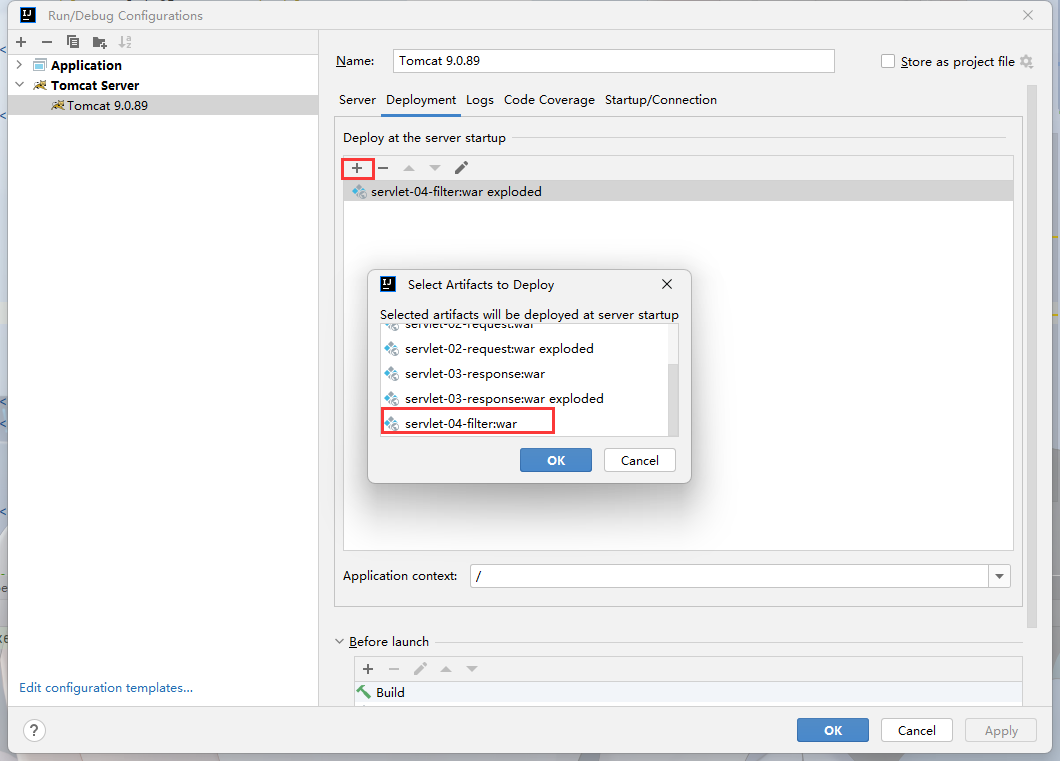 Run/Debug Configurations
Application
Tomcat Server
Tomcat 9.0.89
Edit configuration templates...
Name: Tomcat 9.0.89
Store as project file
Server Deployment Logs Code Coverage Startup/Connection
Deploy at the server startup
servlet-04-filter:war exploded
Select Artifacts to Deploy
Selected artifacts will be deployed at server startup
servlet-02-request:war
servlet-02-request:war exploded
servlet-03-response:war
servlet-03-response:war exploded
servlet-04-filter:war
OK Cancel
Application context: /
Before launch
Build
? OK Cancel Apply